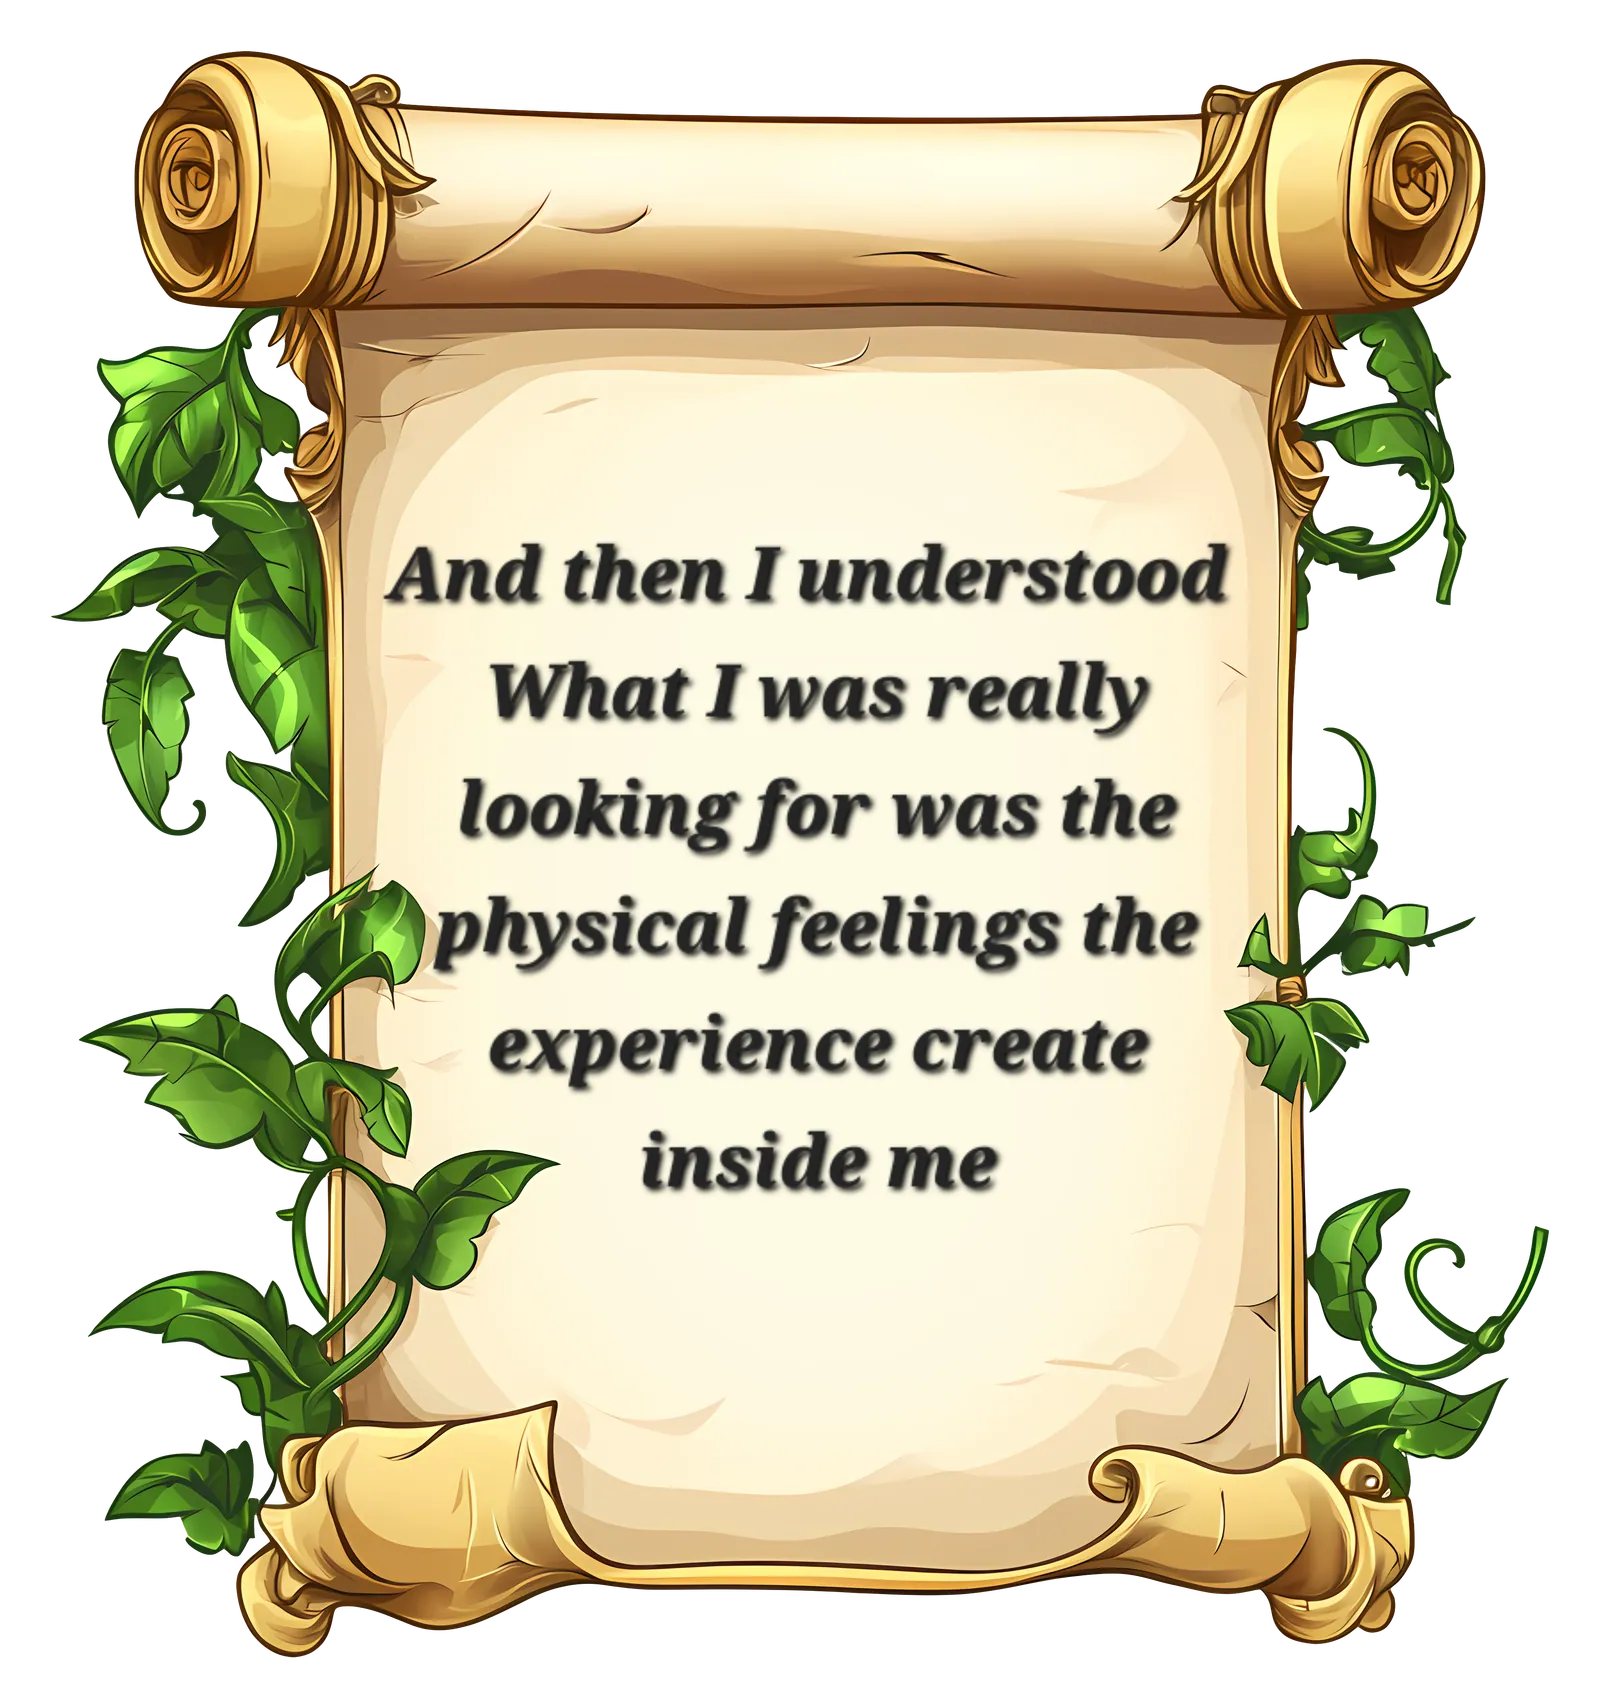 And then I understood
What I was really
looking for was the
physical feelings the
experience create
inside me